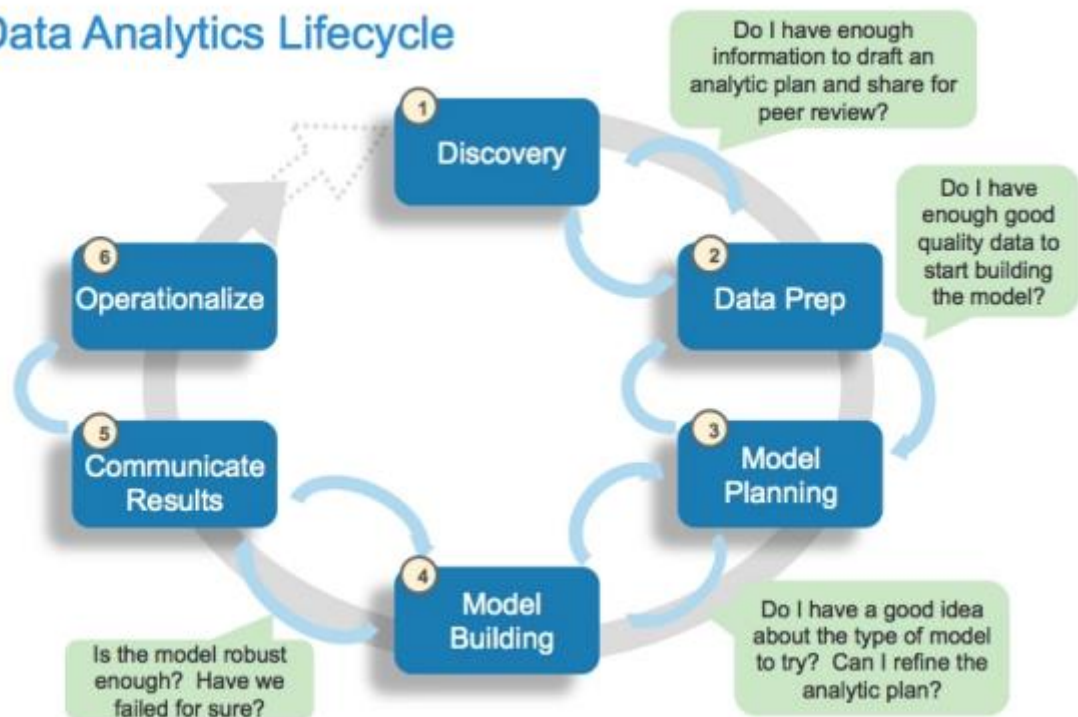 Data Analytics Lifecycle
Do I have enough
information to draft an
analytic plan and share for
peer review?
1
Discovery
Do I have
enough good
quality data to
start building
the model?
2
Data Prep
6
Operationalize
3
Model
Planning
5
Communicate
Results
4
Model
Building
Do I have a good idea
about the type of model
to try? Can I refine the
analytic plan?
Is the model robust
enough? Have we
failed for sure?